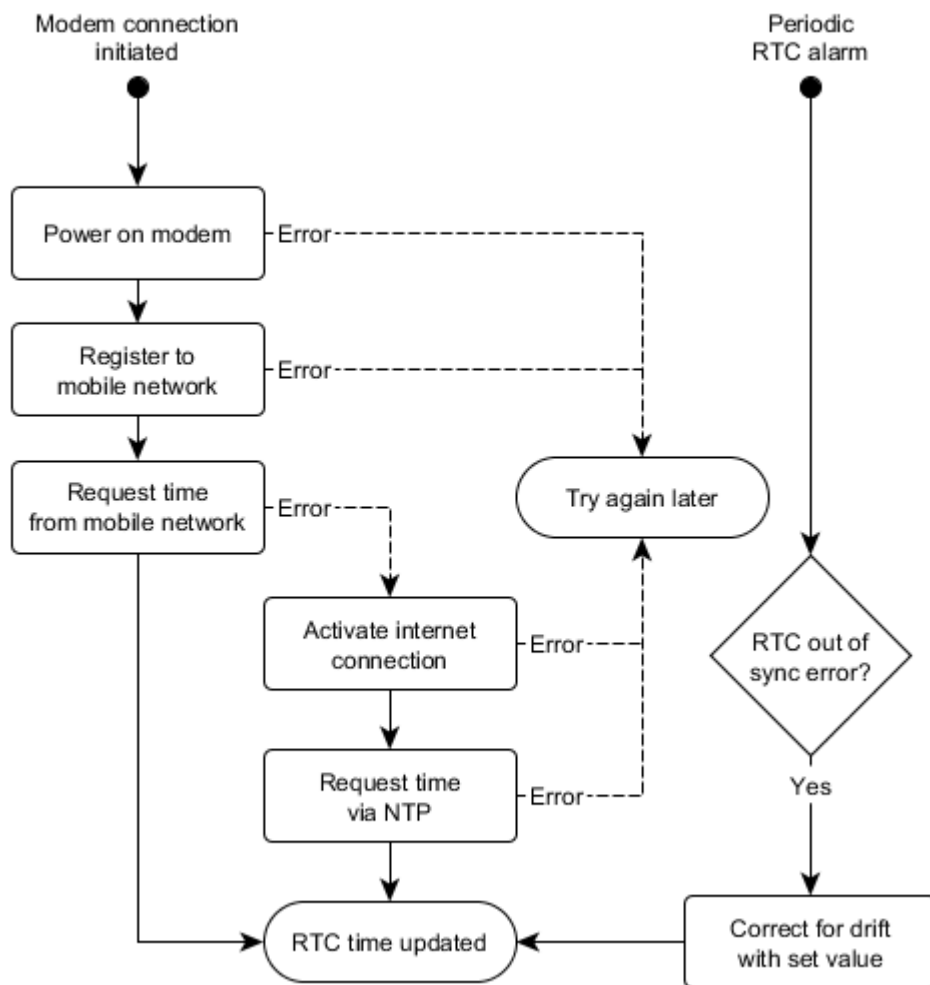 Modem connection
initiated
Periodic
RTC alarm
Power on modem
Error
Register to
mobile network
Error
Request time
from mobile network
Error
Try again later
Activate internet
connection
Error
RTC out of
sync error?
Request time
via NTP
Error
Yes
RTC time updated
Correct for drift
with set value